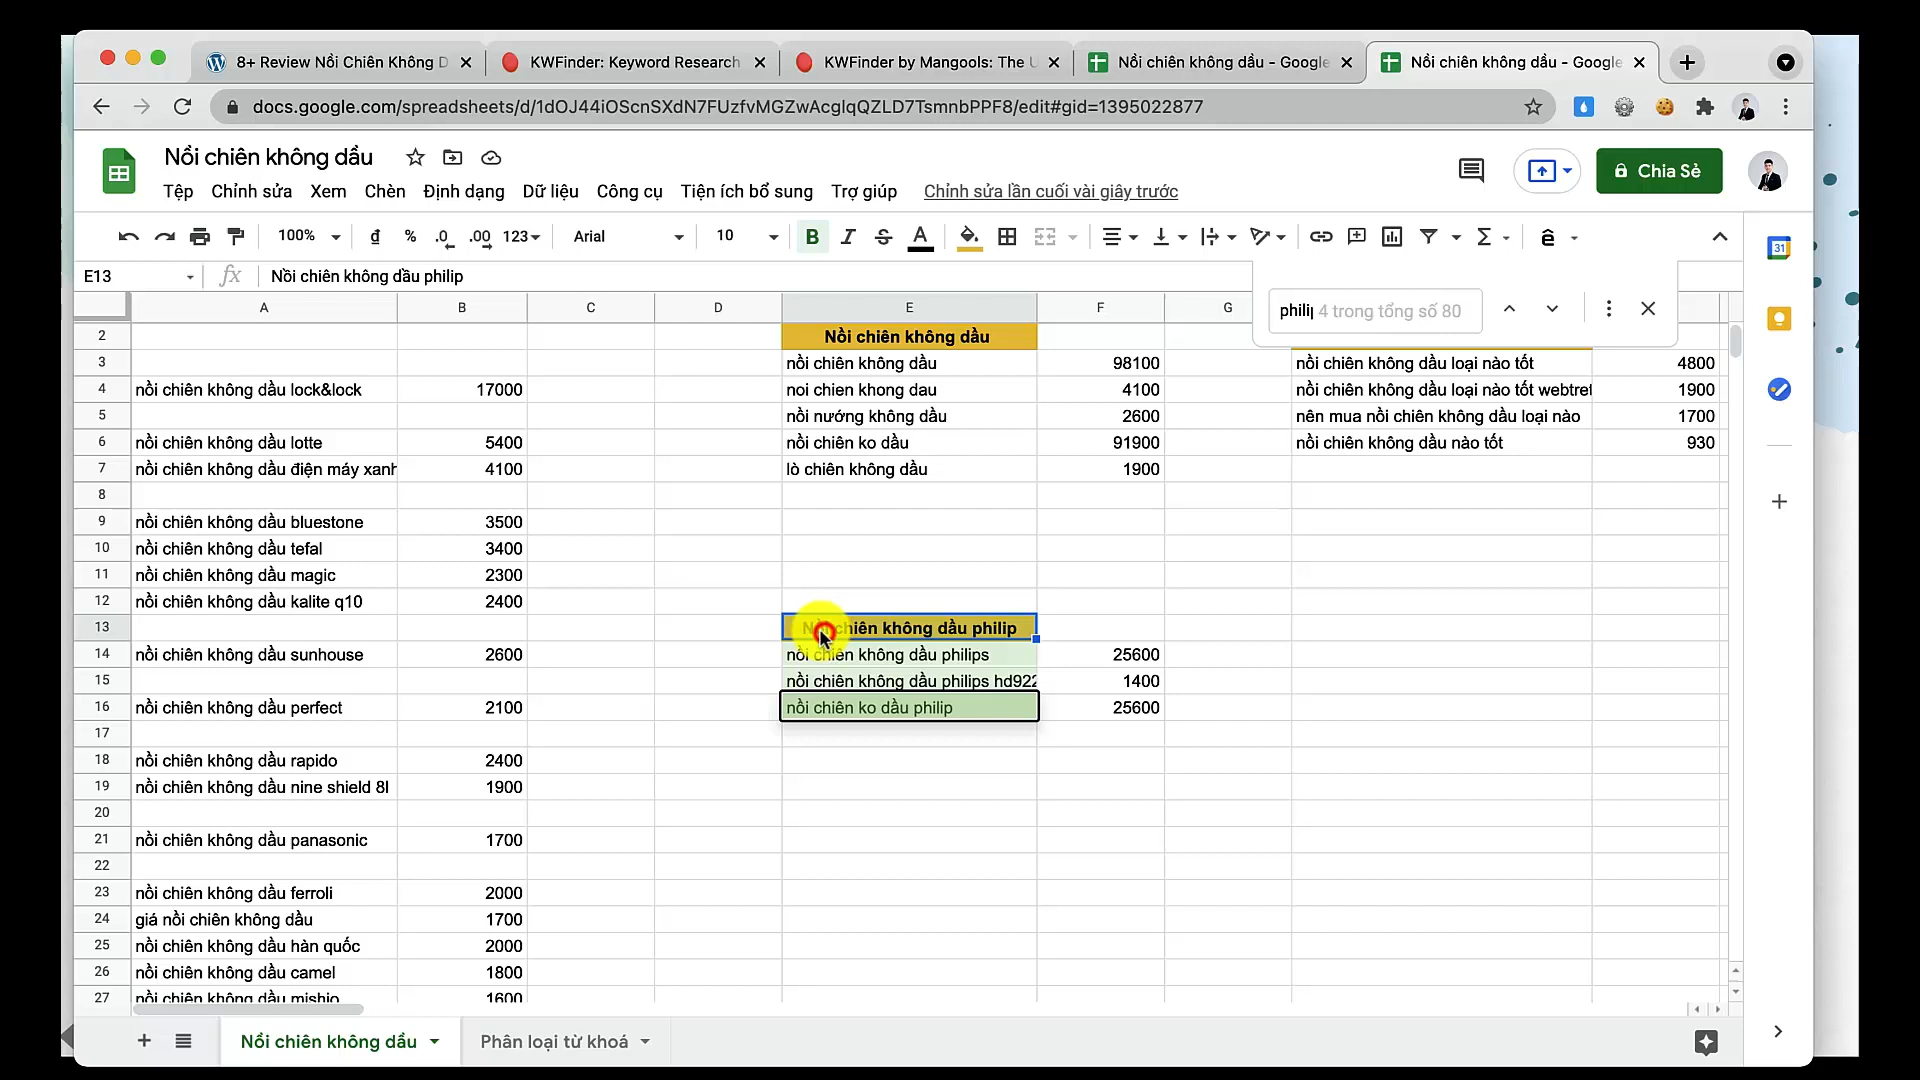 8+ Review Nồi Chiên Không D
KWFinder: Keyword Research
KWFinder by Mangools: The U
Nồi chiên không dầu - Google
Nồi chiên không dầu - Google
docs.google.com/spreadsheets/d/1dOJ44iOScnSXdN7FUzfvMGZwAcglqQZLD7TsmnbPPF8/edit#gid=1395022877
Nồi chiên không dầu
Tệp Chỉnh sửa Xem Chèn Định dạng Dữ liệu Công cụ Tiện ích bổ sung Trợ giúp Chỉnh sửa lần cuối vài giây trước
Chia Sẻ
100% đ % .0 .00 123 Arial 10 B I S A Σ ê
E13 fx Nồi chiên không dầu philip
philip 4 trong tổng số 80
A B C D E F G
2 Nồi chiên không dầu
3 nồi chiên không dầu 98100 nồi chiên không dầu loại nào tốt 4800
4 nồi chiên không dầu lock&lock 17000 noi chien khong dau 4100 nồi chiên không dầu loại nào tốt webtret 1900
5 nồi nướng không dầu 2600 nên mua nồi chiên không dầu loại nào 1700
6 nồi chiên không dầu lotte 5400 nồi chiên ko dầu 91900 nồi chiên không dầu nào tốt 930
7 nồi chiên không dầu điện máy xanh 4100 lò chiên không dầu 1900
8
9 nồi chiên không dầu bluestone 3500
10 nồi chiên không dầu tefal 3400
11 nồi chiên không dầu magic 2300
12 nồi chiên không dầu kalite q10 2400
13 Nồi chiên không dầu philip
14 nồi chiên không dầu sunhouse 2600 nồi chiên không dầu philips 25600
15 nồi chiên không dầu philips hd922 1400
16 nồi chiên không dầu perfect 2100 nồi chiên ko dầu philip 25600
17
18 nồi chiên không dầu rapido 2400
19 nồi chiên không dầu nine shield 8l 1900
20
21 nồi chiên không dầu panasonic 1700
22
23 nồi chiên không dầu ferroli 2000
24 giá nồi chiên không dầu 1700
25 nồi chiên không dầu hàn quốc 2000
26 nồi chiên không dầu camel 1800
27 nồi chiên không dầu mishio 1600
Nồi chiên không dầu Phân loại từ khoá
31